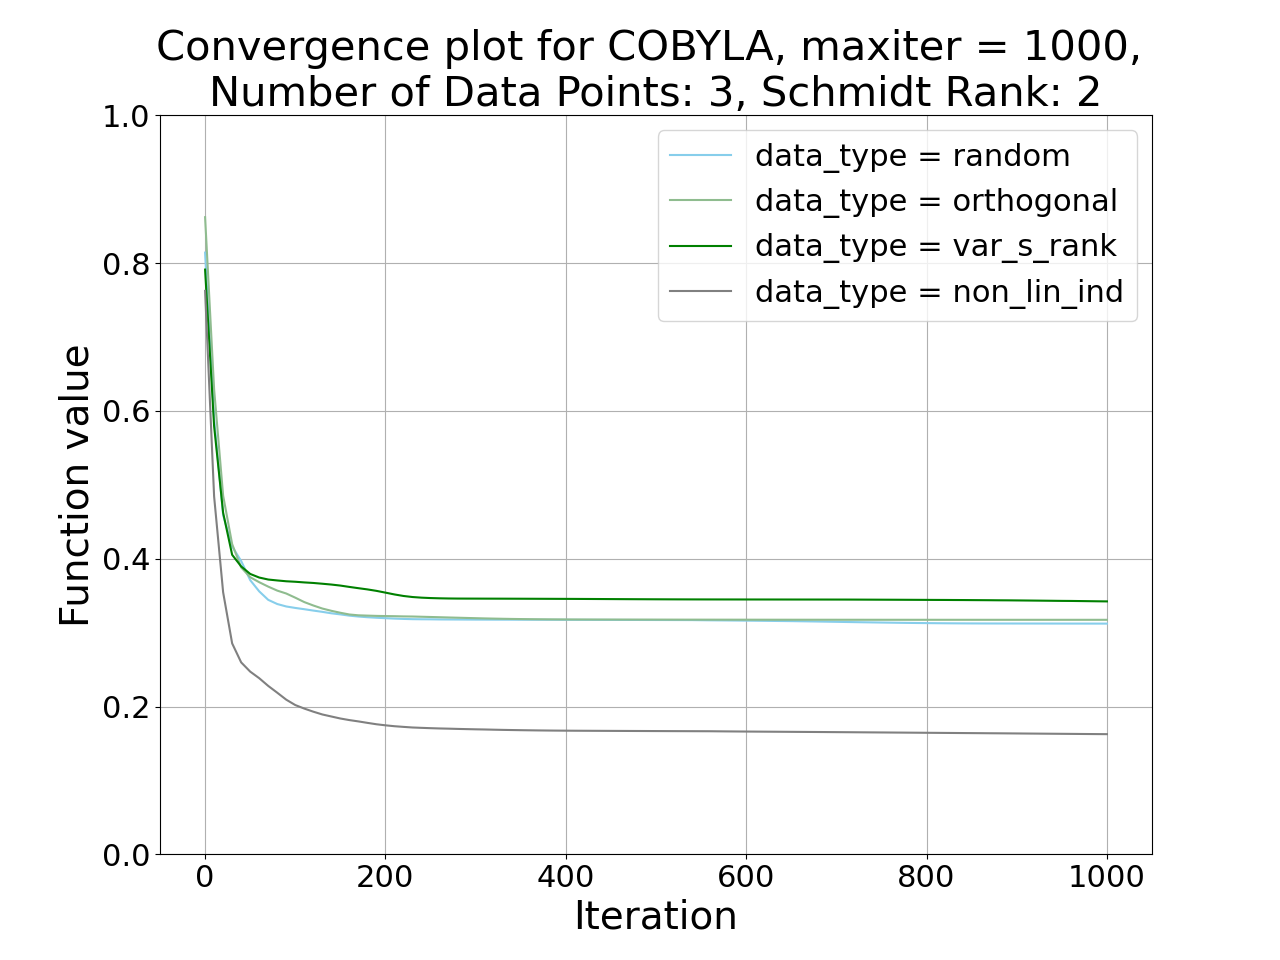 Convergence plot for COBYLA, maxiter = 1000,
Number of Data Points: 3, Schmidt Rank: 2
1.0
0.8
0.6
0.4
0.2
0.0
Function value
data_type = random
data_type = orthogonal
data_type = var_s_rank
data_type = non_lin_ind
0 200 400 600 800 1000
Iteration